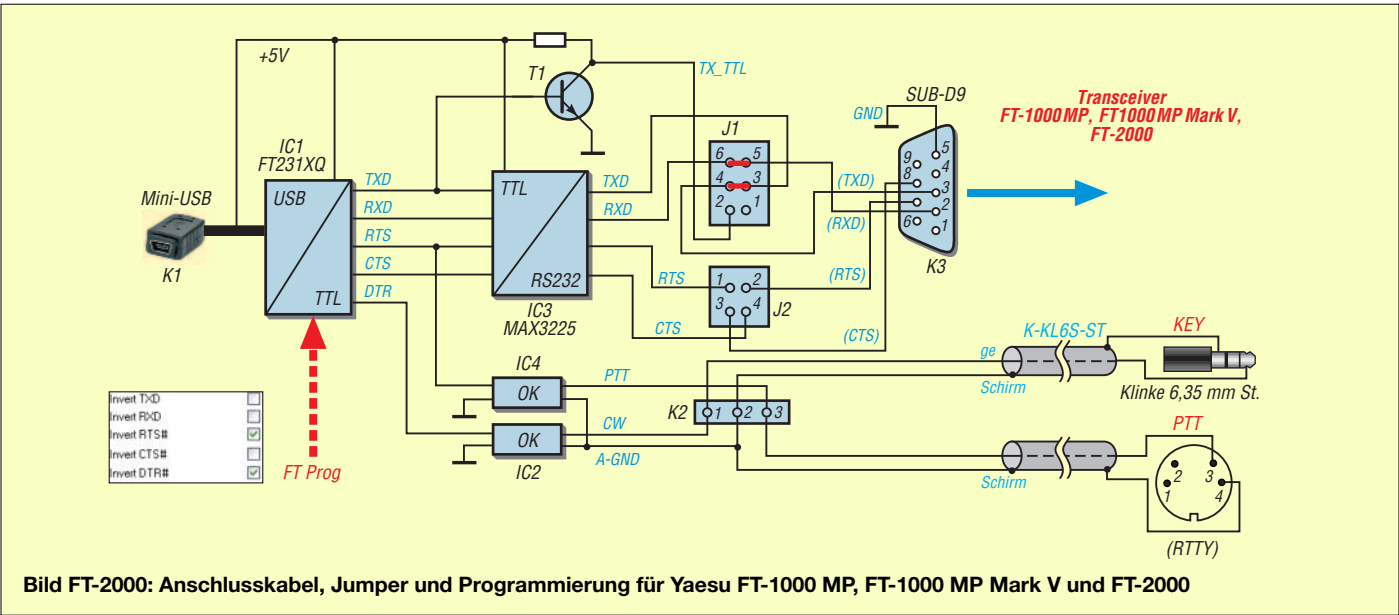 +5V
T1
TX_TTL
SUB-D9
GND
Transceiver
FT-1000MP, FT1000MP Mark V,
FT-2000
IC1
FT231XQ
J1
6 5
4 3
2 1
9 5
8 4
3
2
6 1
K3
Mini-USB
K1
USB
TTL
TXD
RXD
RTS
CTS
DTR
TTL
RS232
IC3
MAX3225
TXD
RXD
RTS
CTS
(TXD)
(RXD)
(RTS)
(CTS)
1 2
3 4
J2
IC4
OK
PTT
OK
IC2
CW
A-GND
K2 1 2 3
ge
Schirm
K-KL6S-ST
KEY
Klinke 6,35 mm St.
Schirm
PTT
2 3
1 4
(RTTY)
Invert TXD
Invert RXD
Invert RTS#
Invert CTS#
Invert DTR#
FT Prog
Bild FT-2000: Anschlusskabel, Jumper und Programmierung für Yaesu FT-1000 MP, FT-1000 MP Mark V und FT-2000